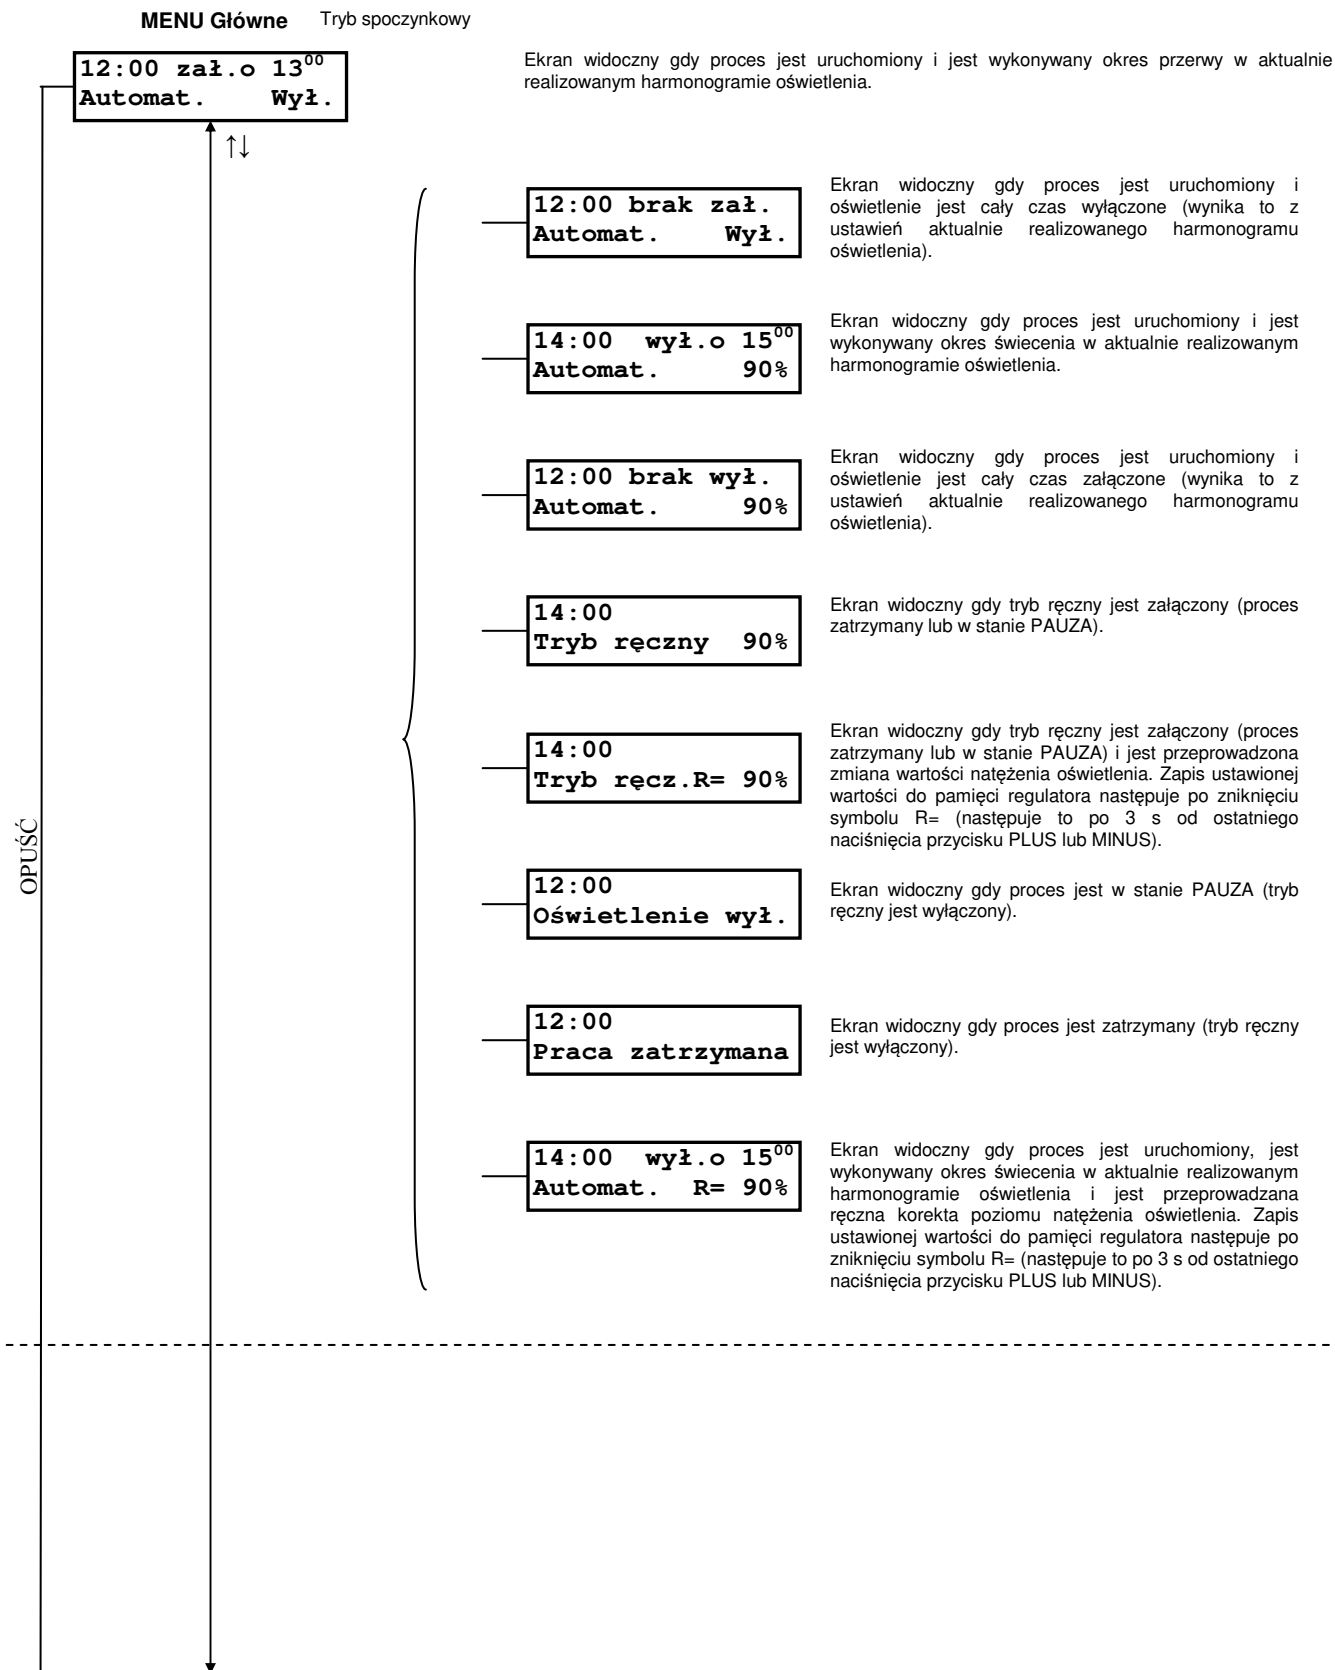 MENU Główne Tryb spoczynkowy
12:00 zał.o 13⁰⁰
Automat. Wył.
Ekran widoczny gdy proces jest uruchomiony i jest wykonywany okres przerwy w aktualnie
realizowanym harmonogramie oświetlenia.
↑↓
12:00 brak zał.
Automat. Wył.
Ekran widoczny gdy proces jest uruchomiony i
oświetlenie jest cały czas wyłączone (wynika to z
ustawień aktualnie realizowanego harmonogramu
oświetlenia).
14:00 wył.o 15⁰⁰
Automat. 90%
Ekran widoczny gdy proces jest uruchomiony i jest
wykonywany okres świecenia w aktualnie realizowanym
harmonogramie oświetlenia.
12:00 brak wył.
Automat. 90%
Ekran widoczny gdy proces jest uruchomiony i
oświetlenie jest cały czas załączone (wynika to z
ustawień aktualnie realizowanego harmonogramu
oświetlenia).
14:00
Tryb ręczny 90%
Ekran widoczny gdy tryb ręczny jest załączony (proces
zatrzymany lub w stanie PAUZA).
14:00
Tryb ręcz.R= 90%
Ekran widoczny gdy tryb ręczny jest załączony (proces
zatrzymany lub w stanie PAUZA) i jest przeprowadzona
zmiana wartości natężenia oświetlenia. Zapis ustawionej
wartości do pamięci regulatora następuje po zniknięciu
symbolu R= (następuje to po 3 s od ostatniego
naciśnięcia przycisku PLUS lub MINUS).
OPUŚĆ
12:00
Oświetlenie wył.
Ekran widoczny gdy proces jest w stanie PAUZA (tryb
ręczny jest wyłączony).
12:00
Praca zatrzymana
Ekran widoczny gdy proces jest zatrzymany (tryb ręczny
jest wyłączony).
14:00 wył.o 15⁰⁰
Automat. R= 90%
Ekran widoczny gdy proces jest uruchomiony, jest
wykonywany okres świecenia w aktualnie realizowanym
harmonogramie oświetlenia i jest przeprowadzana
ręczna korekta poziomu natężenia oświetlenia. Zapis
ustawionej wartości do pamięci regulatora następuje po
zniknięciu symbolu R= (następuje to po 3 s od ostatniego
naciśnięcia przycisku PLUS lub MINUS).